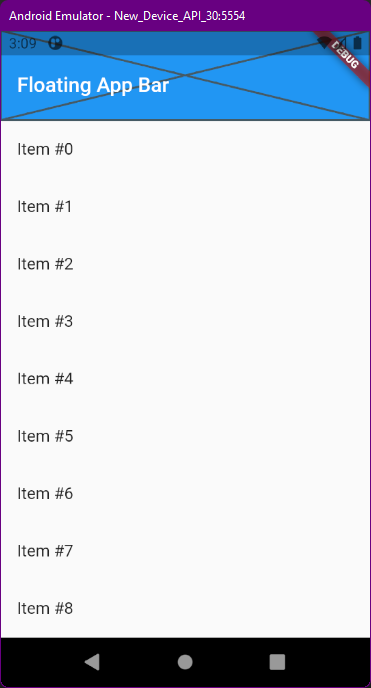 Android Emulator - New_Device_API_30:5554
3:09
DEBUG
Floating App Bar
Item #0
Item #1
Item #2
Item #3
Item #4
Item #5
Item #6
Item #7
Item #8